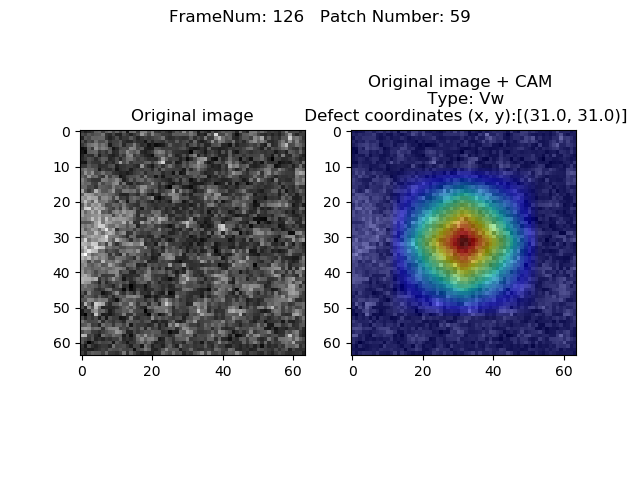 FrameNum: 126   Patch Number: 59
Original image
Original image + CAM
Type: Vw
Defect coordinates (x, y):[(31.0, 31.0)]
0
10
20
30
40
50
60
0 20 40 60
0
10
20
30
40
50
60
0 20 40 60